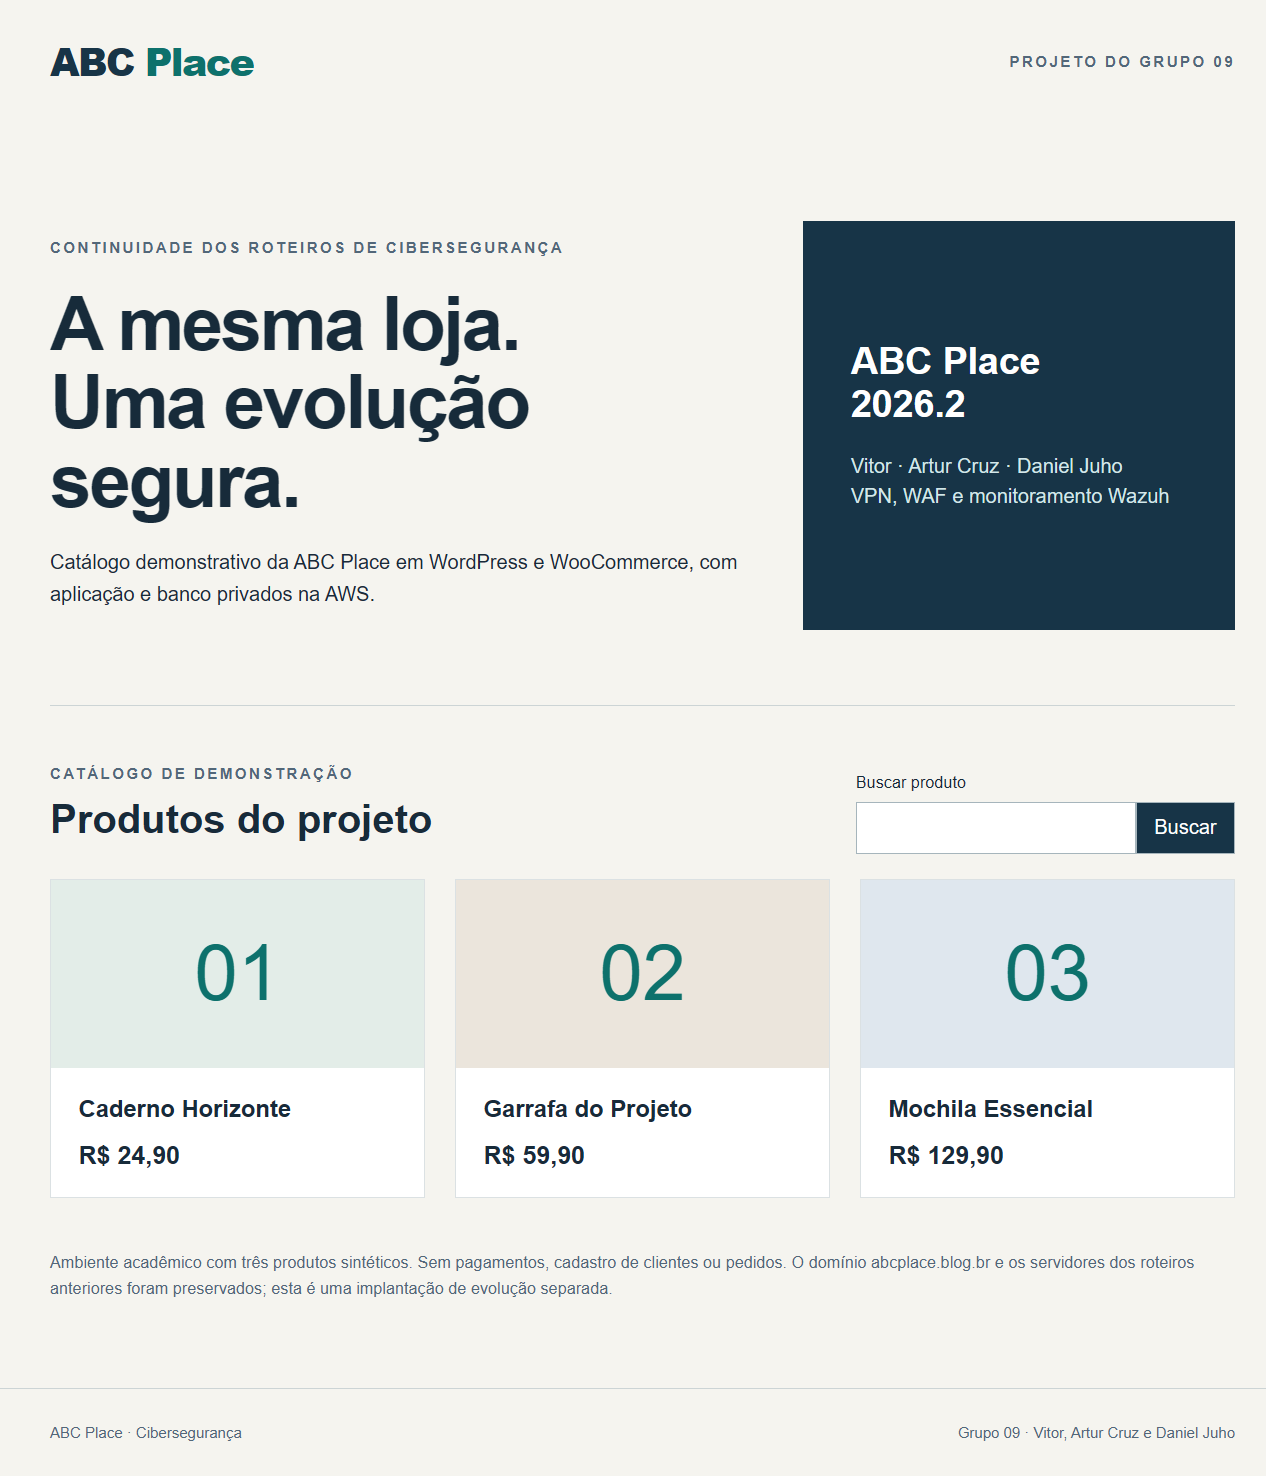 ABC Place
PROJETO DO GRUPO 09
CONTINUIDADE DOS ROTEIROS DE CIBERSEGURANÇA
A mesma loja.
Uma evolução
segura.
Catálogo demonstrativo da ABC Place em WordPress e WooCommerce, com
aplicação e banco privados na AWS.
ABC Place
2026.2
Vitor · Artur Cruz · Daniel Juho
VPN, WAF e monitoramento Wazuh
CATÁLOGO DE DEMONSTRAÇÃO
Produtos do projeto
Buscar produto
Buscar
01
Caderno Horizonte
R$ 24,90
02
Garrafa do Projeto
R$ 59,90
03
Mochila Essencial
R$ 129,90
Ambiente acadêmico com três produtos sintéticos. Sem pagamentos, cadastro de clientes ou pedidos. O domínio abcplace.blog.br e os servidores dos roteiros
anteriores foram preservados; esta é uma implantação de evolução separada.
ABC Place · Cibersegurança
Grupo 09 · Vitor, Artur Cruz e Daniel Juho